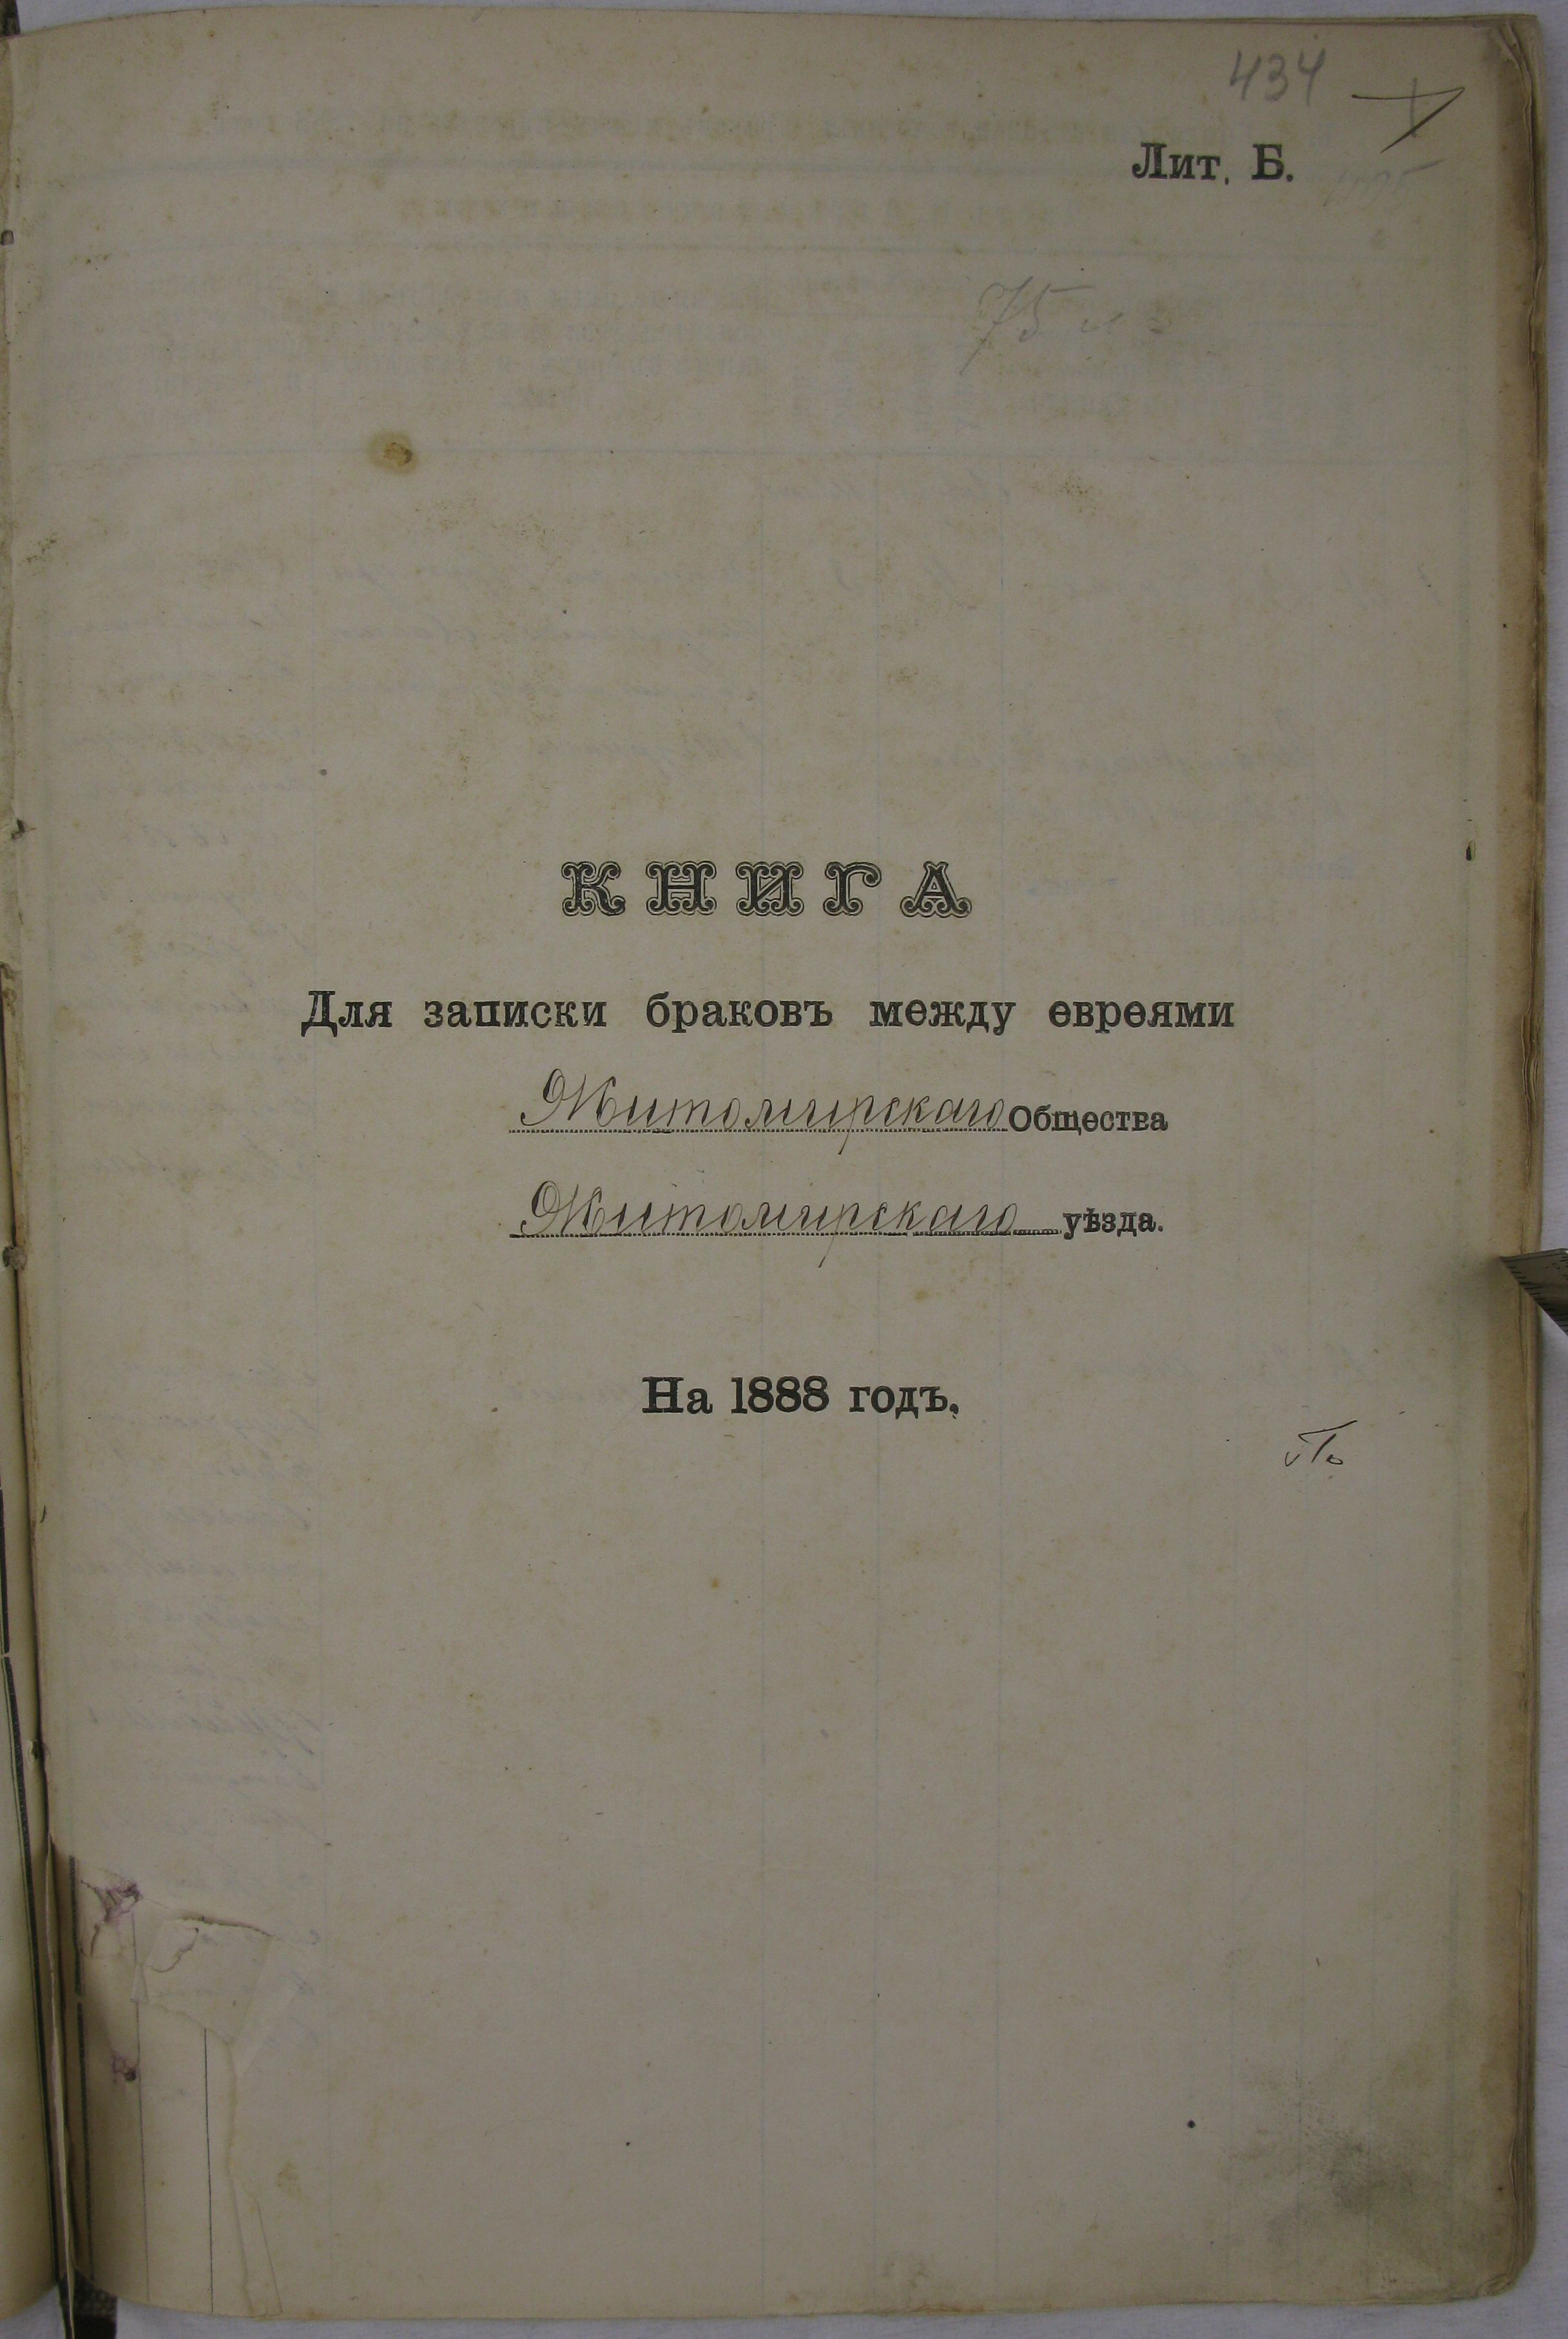 434
Лит. Б.
75
КНИГА
Для записки браковъ между евреями
Житомирскаго Общества
Житомирскаго уѣзда.
На 1888 годъ.